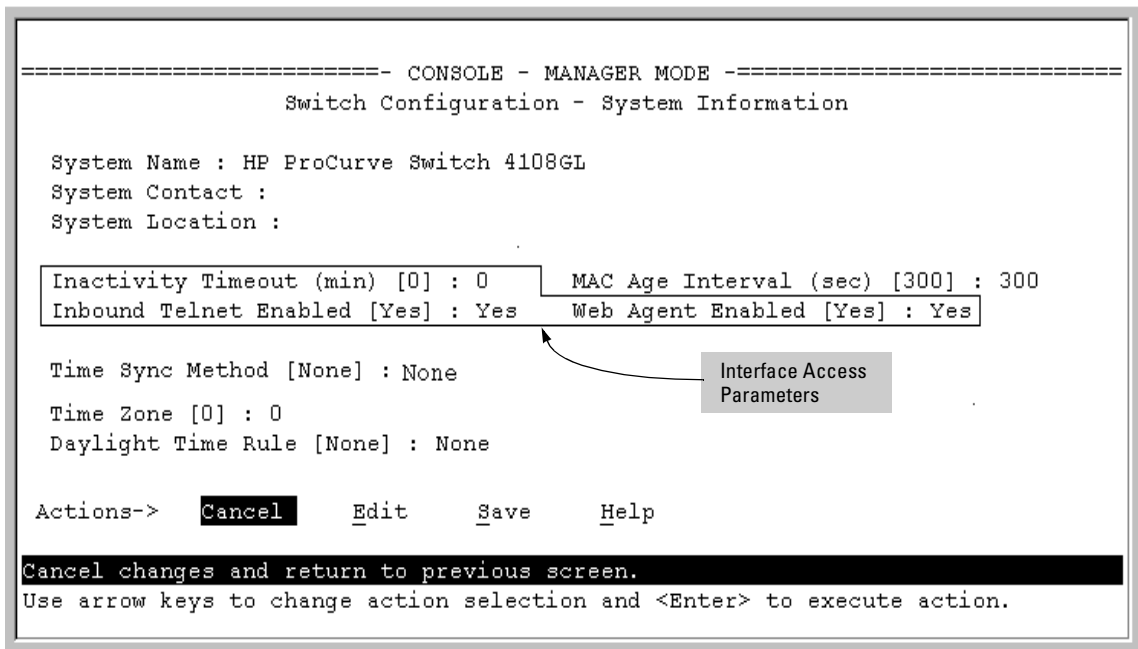 ==========================- CONSOLE - MANAGER MODE -============================
Switch Configuration - System Information
System Name : HP ProCurve Switch 4108GL
System Contact :
System Location :
Inactivity Timeout (min) [0] : 0 MAC Age Interval (sec) [300] : 300
Inbound Telnet Enabled [Yes] : Yes Web Agent Enabled [Yes] : Yes
Interface Access
Parameters
Time Sync Method [None] : None
Time Zone [0] : 0
Daylight Time Rule [None] : None
Actions-> Cancel Edit Save Help
Cancel changes and return to previous screen.
Use arrow keys to change action selection and <Enter> to execute action.